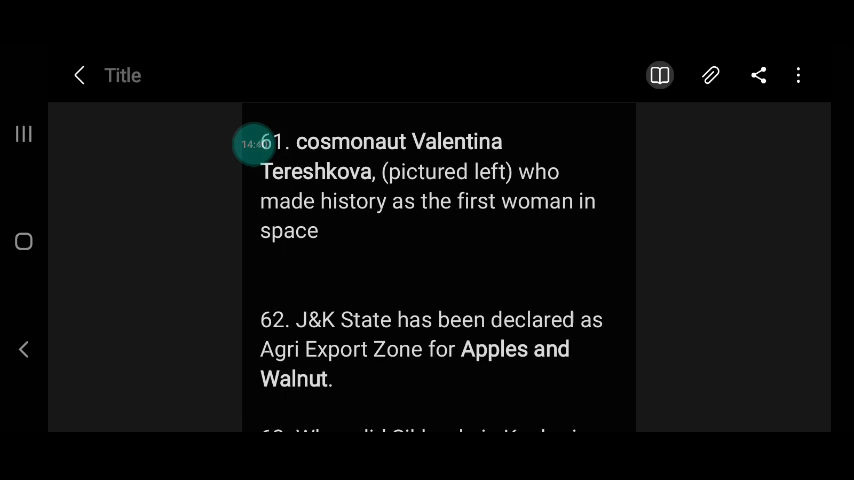 Title
61. cosmonaut Valentina
Tereshkova, (pictured left) who
made history as the first woman in
space
62. J&K State has been declared as
Agri Export Zone for Apples and
Walnut.